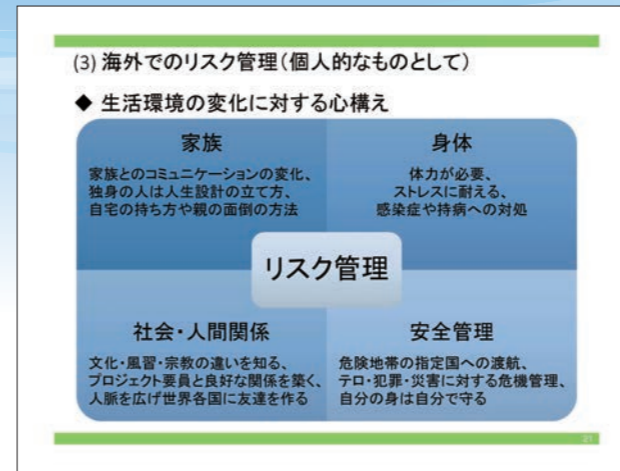 (3) 海外でのリスク管理(個人的なものとして)
◆ 生活環境の変化に対する心構え
家族
家族とのコミュニケーションの変化、
独身の人は人生設計の立て方、
自宅の持ち方や親の面倒の方法
身体
体力が必要、
ストレスに耐える、
感染症や持病への対処
リスク管理
社会・人間関係
文化・風習・宗教の違いを知る、
プロジェクト要員と良好な関係を築く、
人脈を広げ世界各国に友達を作る
安全管理
危険地帯の指定国への渡航、
テロ・犯罪・災害に対する危機管理、
自分の身は自分で守る
21